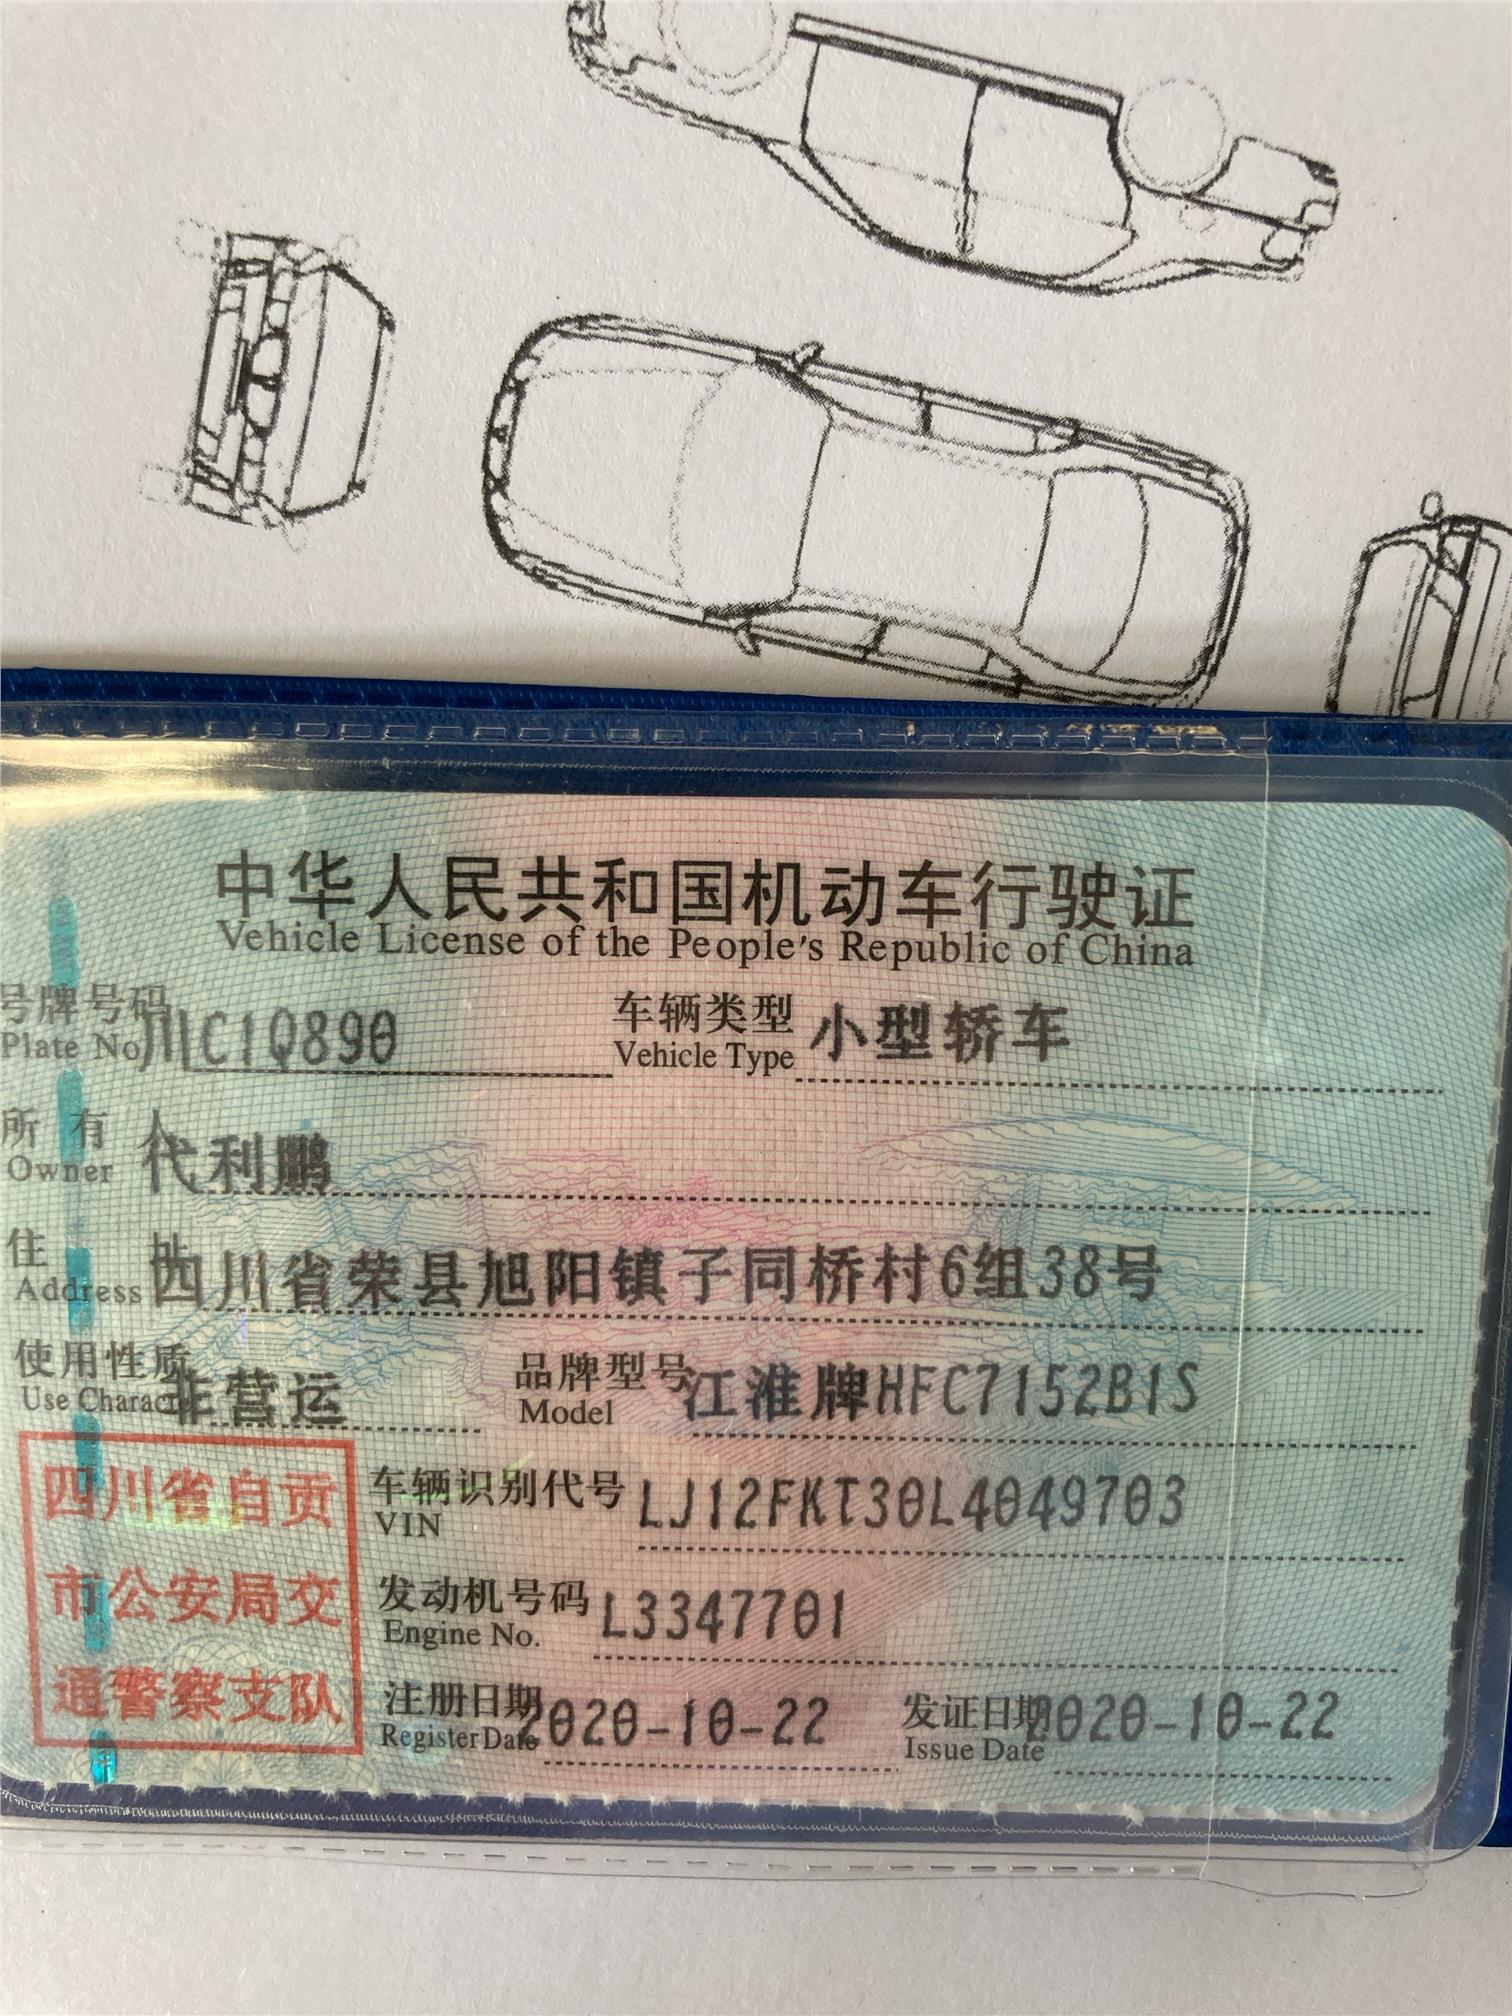 中华人民共和国机动车行驶证
Vehicle License of the People's Republic of China
号牌号码 川C1Q890 车辆类型 小型轿车
Plate No. Vehicle Type
所有人 代利鹏
Owner
住址 四川省荣县旭阳镇子同桥村6组38号
Address
使用性质 非营运 品牌型号 江淮牌HFC7152B1S
Use Character Model
四川省自贡
市公安局交
通警察支队
车辆识别代号 LJ12FKT30L4049703
VIN
发动机号码 L3347701
Engine No.
注册日期 2020-10-22 发证日期 2020-10-22
Register Date Issue Date